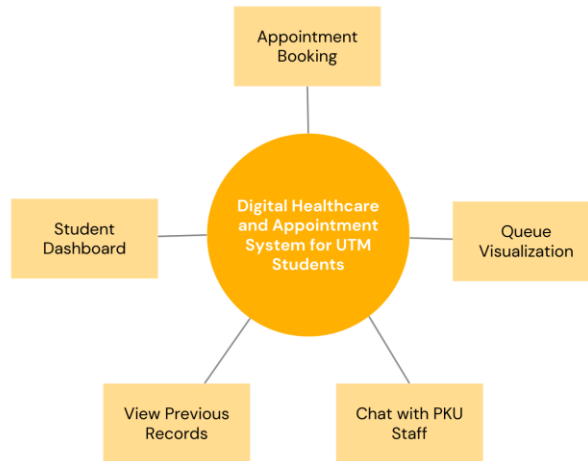 Appointment
Booking
Digital Healthcare
and Appointment
System for UTM
Students
Student
Dashboard
Queue
Visualization
View Previous
Records
Chat with PKU
Staff